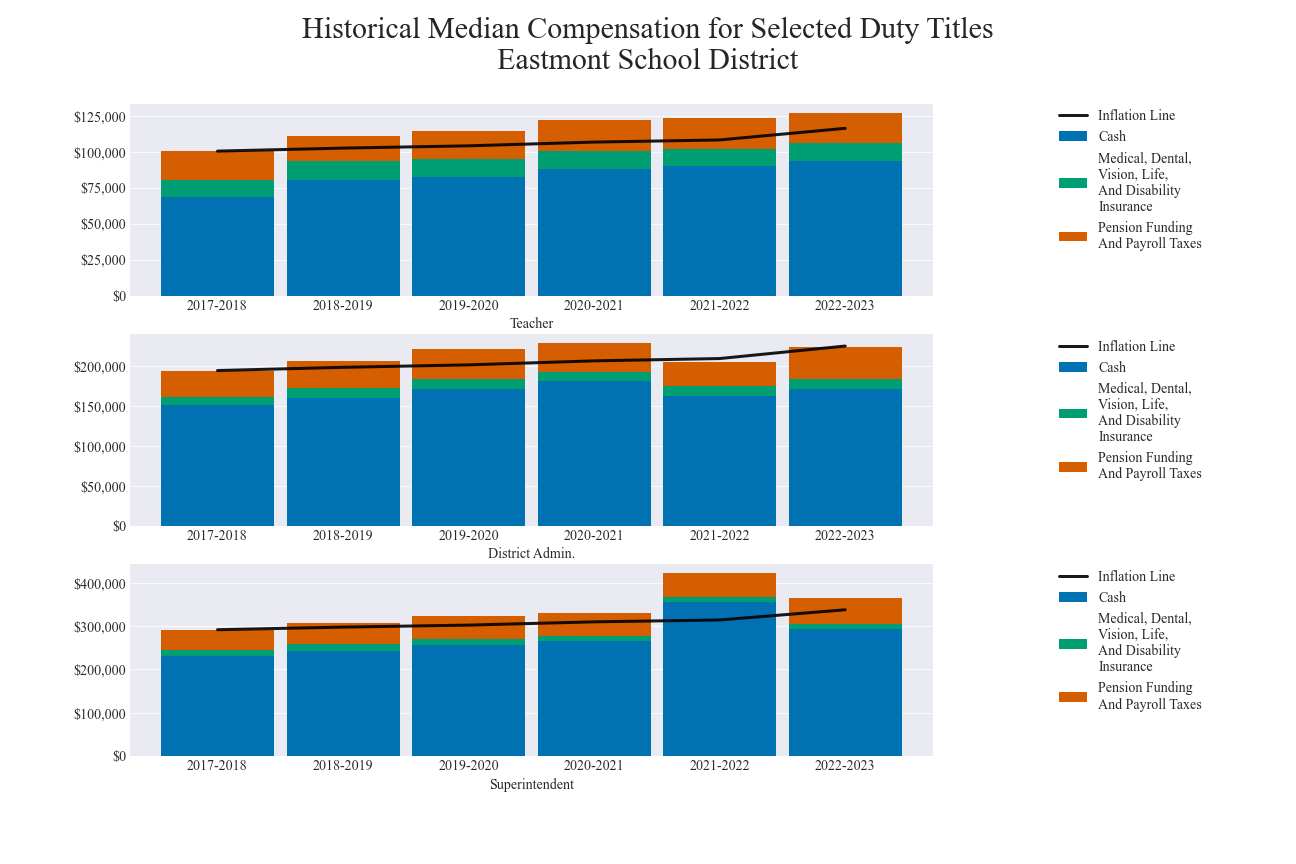 Historical Median Compensation for Selected Duty Titles
Eastmont School District
$125,000
$100,000
$75,000
$50,000
$25,000
$0
2017-2018
2018-2019
2019-2020
2020-2021
2021-2022
2022-2023
Teacher
Inflation Line
Cash
Medical, Dental,
Vision, Life,
And Disability
Insurance
Pension Funding
And Payroll Taxes
$200,000
$150,000
$100,000
$50,000
$0
2017-2018
2018-2019
2019-2020
2020-2021
2021-2022
2022-2023
District Admin.
Inflation Line
Cash
Medical, Dental,
Vision, Life,
And Disability
Insurance
Pension Funding
And Payroll Taxes
$400,000
$300,000
$200,000
$100,000
$0
2017-2018
2018-2019
2019-2020
2020-2021
2021-2022
2022-2023
Superintendent
Inflation Line
Cash
Medical, Dental,
Vision, Life,
And Disability
Insurance
Pension Funding
And Payroll Taxes